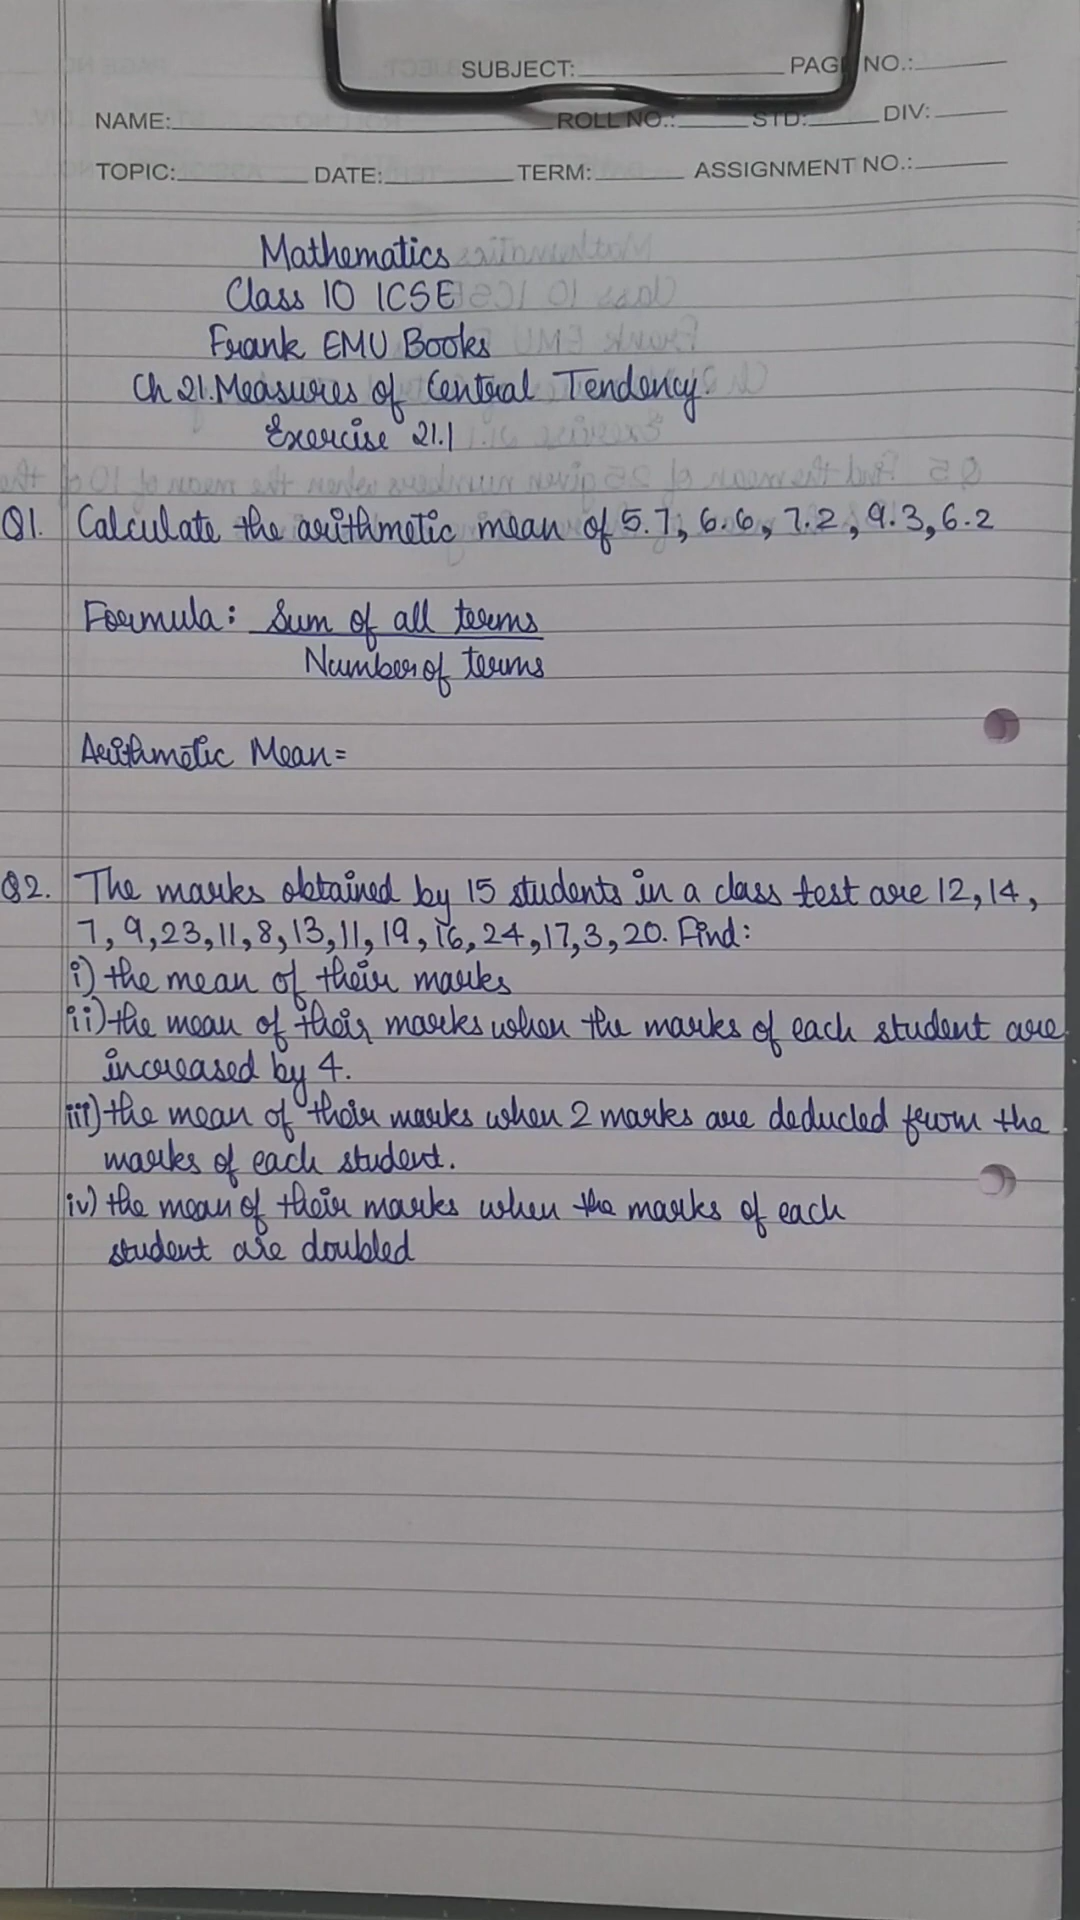 SUBJECT: PAGE NO.:
NAME: ROLL NO.: STD: DIV:
TOPIC: DATE: TERM: ASSIGNMENT NO.:
Mathematics
Class 10 ICSE
Frank EMU Books
Ch 21. Measures of Central Tendency.
Exercise 21.1
Q1. Calculate the arithmetic mean of 5.7, 6.6, 7.2, 9.3, 6.2
Formula: Sum of all terms
Number of terms
Arithmetic Mean =
Q2. The marks obtained by 15 students in a class test are 12, 14,
7, 9, 23, 11, 8, 13, 11, 19, 16, 24, 17, 3, 20. Find:
i) the mean of their marks
ii) the mean of their marks when the marks of each student are
increased by 4.
iii) the mean of their marks when 2 marks are deducted from the
marks of each student.
iv) the mean of their marks when the marks of each
student are doubled